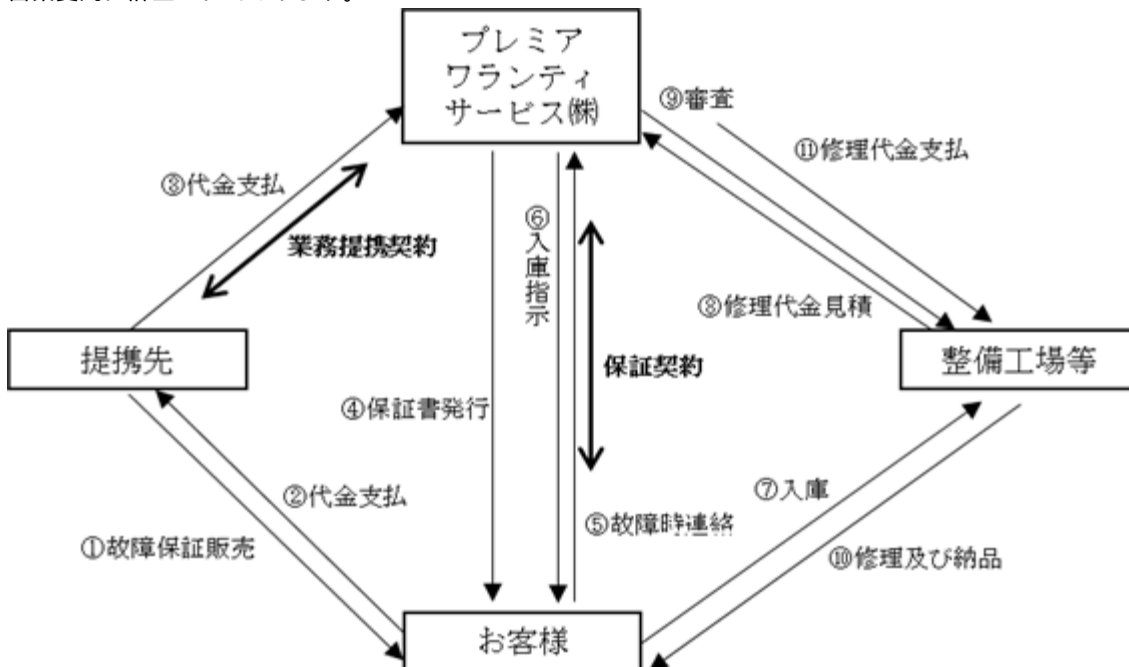 プレミア
ワランティ
サービス㈱
⑨審査
⑪修理代金支払
③代金支払
業務提携契約
⑥入庫指示
⑧修理代金見積
提携先
保証契約
整備工場等
④保証書発行
②代金支払
⑦入庫
①故障保証販売
⑤故障時連絡
⑩修理及び納品
お客様